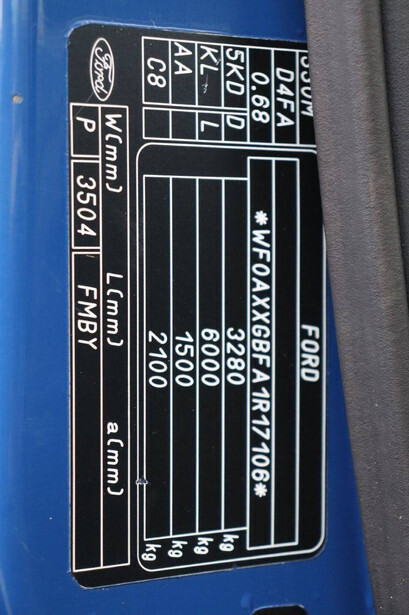 FORD
D4FA
0.68 *WF0AXXGBFA1R17106*
5KD D 3280 kg
KL L 6000 kg
AA 1500 kg
C8 2100 kg
Ford W(mm) L(mm) a(mm)
P 3504 FMBY